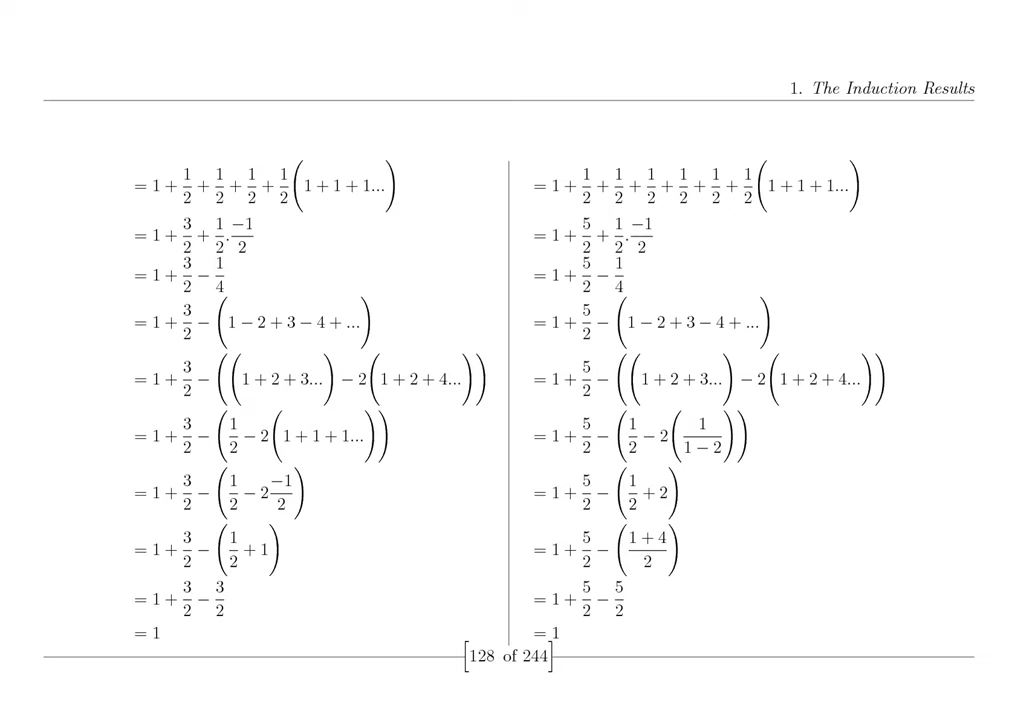 1. The Induction Results
= 1 + 1/2 + 1/2 + 1/2 + 1/2 (1 + 1 + 1...)
= 1 + 3/2 + 1/2 . −1/2
= 1 + 3/2 − 1/4
= 1 + 3/2 − (1 − 2 + 3 − 4 + ...)
= 1 + 3/2 − ((1 + 2 + 3...) − 2(1 + 2 + 4...))
= 1 + 3/2 − (1/2 − 2(1 + 1 + 1...))
= 1 + 3/2 − (1/2 − 2 −1/2)
= 1 + 3/2 − (1/2 + 1)
= 1 + 3/2 − 3/2
= 1
= 1 + 1/2 + 1/2 + 1/2 + 1/2 + 1/2 + 1/2 (1 + 1 + 1...)
= 1 + 5/2 + 1/2 . −1/2
= 1 + 5/2 − 1/4
= 1 + 5/2 − (1 − 2 + 3 − 4 + ...)
= 1 + 5/2 − ((1 + 2 + 3...) − 2(1 + 2 + 4...))
= 1 + 5/2 − (1/2 − 2(1/(1 − 2)))
= 1 + 5/2 − (1/2 + 2)
= 1 + 5/2 − ((1 + 4)/2)
= 1 + 5/2 − 5/2
= 1
[128 of 244]